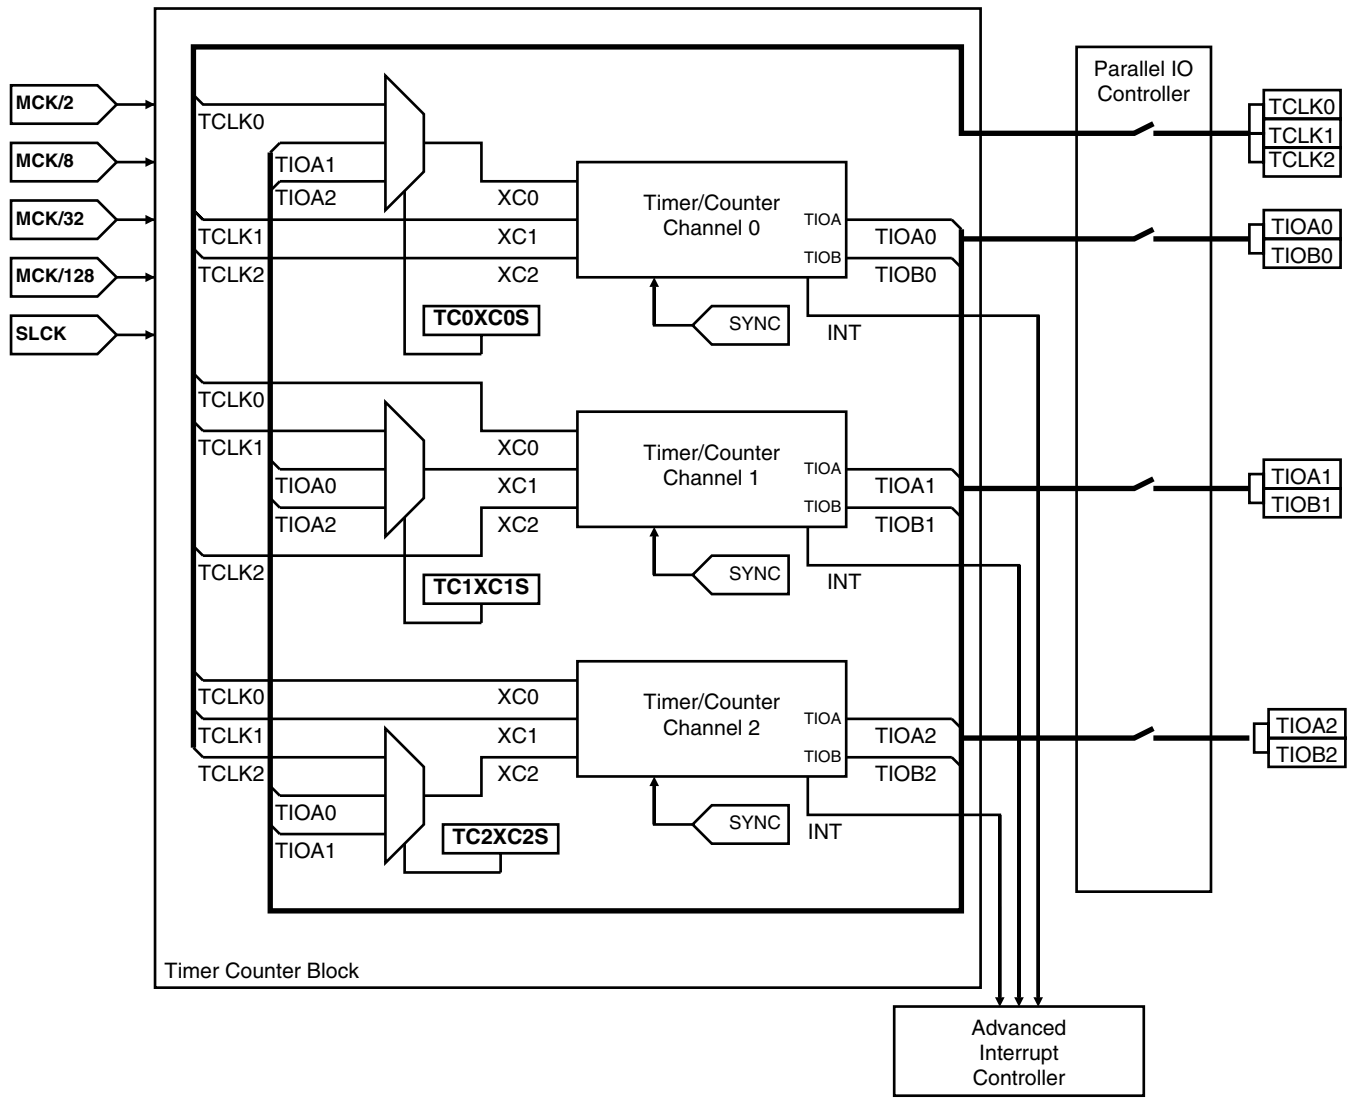 MCK/2
MCK/8
MCK/32
MCK/128
SLCK
TCLK0
TIOA1
TIOA2
TCLK1
TCLK2
XC0
XC1
XC2
TC0XC0S
Timer/Counter
Channel 0
TIOA
TIOB
TIOA0
TIOB0
SYNC
INT
TCLK0
TCLK1
TIOA0
TIOA2
TCLK2
XC0
XC1
XC2
TC1XC1S
Timer/Counter
Channel 1
TIOA
TIOB
TIOA1
TIOB1
SYNC
INT
TCLK0
TCLK1
TCLK2
TIOA0
TIOA1
XC0
XC1
XC2
TC2XC2S
Timer/Counter
Channel 2
TIOA
TIOB
TIOA2
TIOB2
SYNC
INT
Timer Counter Block
Parallel IO
Controller
TCLK0
TCLK1
TCLK2
TIOA0
TIOB0
TIOA1
TIOB1
TIOA2
TIOB2
Advanced
Interrupt
Controller